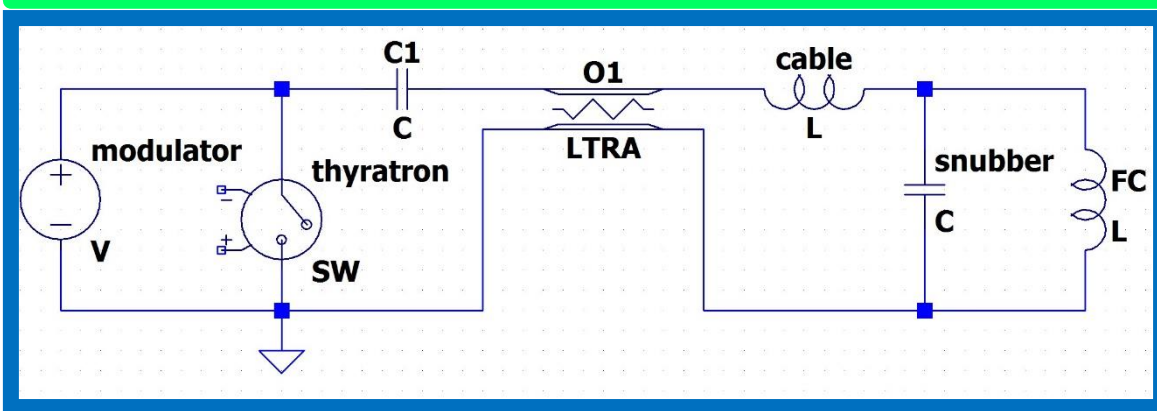 C1
C
O1
LTRA
cable
L
modulator
V
thyratron
SW
snubber
C
FC
L